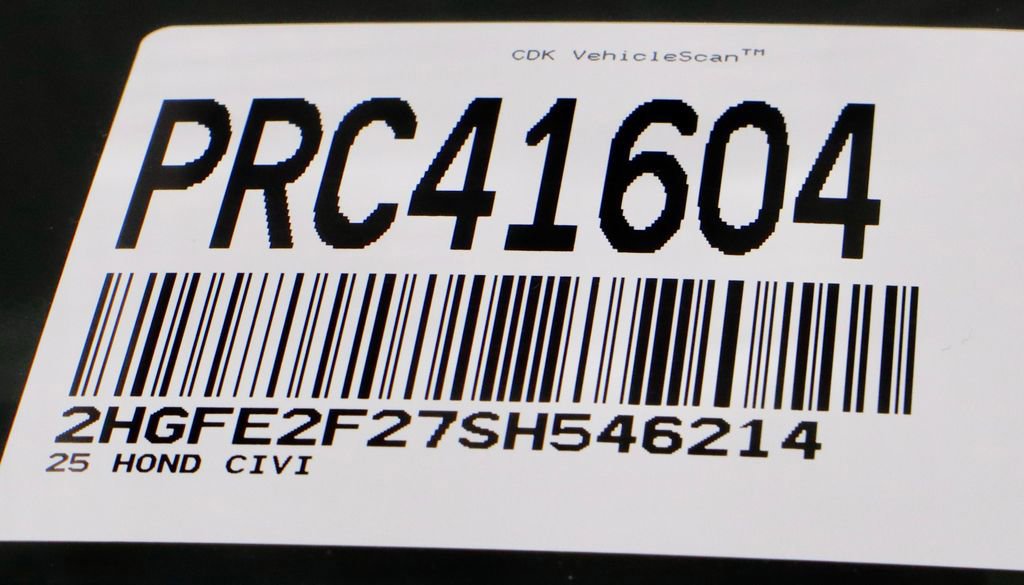 CDK VehicleScan™
PRC41604
2HGFE2F27SH546214
25 HOND CIVI